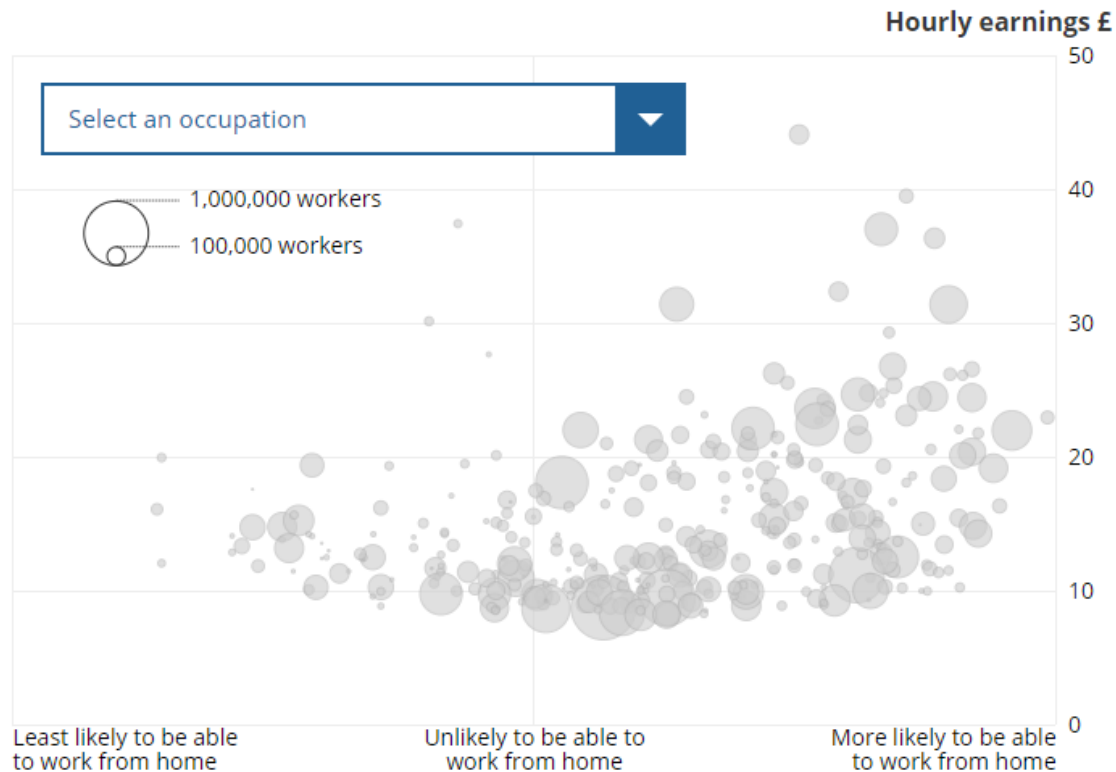 Hourly earnings £
50
Select an occupation
40
1,000,000 workers
100,000 workers
30
20
10
0
Least likely to be able
to work from home
Unlikely to be able to
work from home
More likely to be able
to work from home